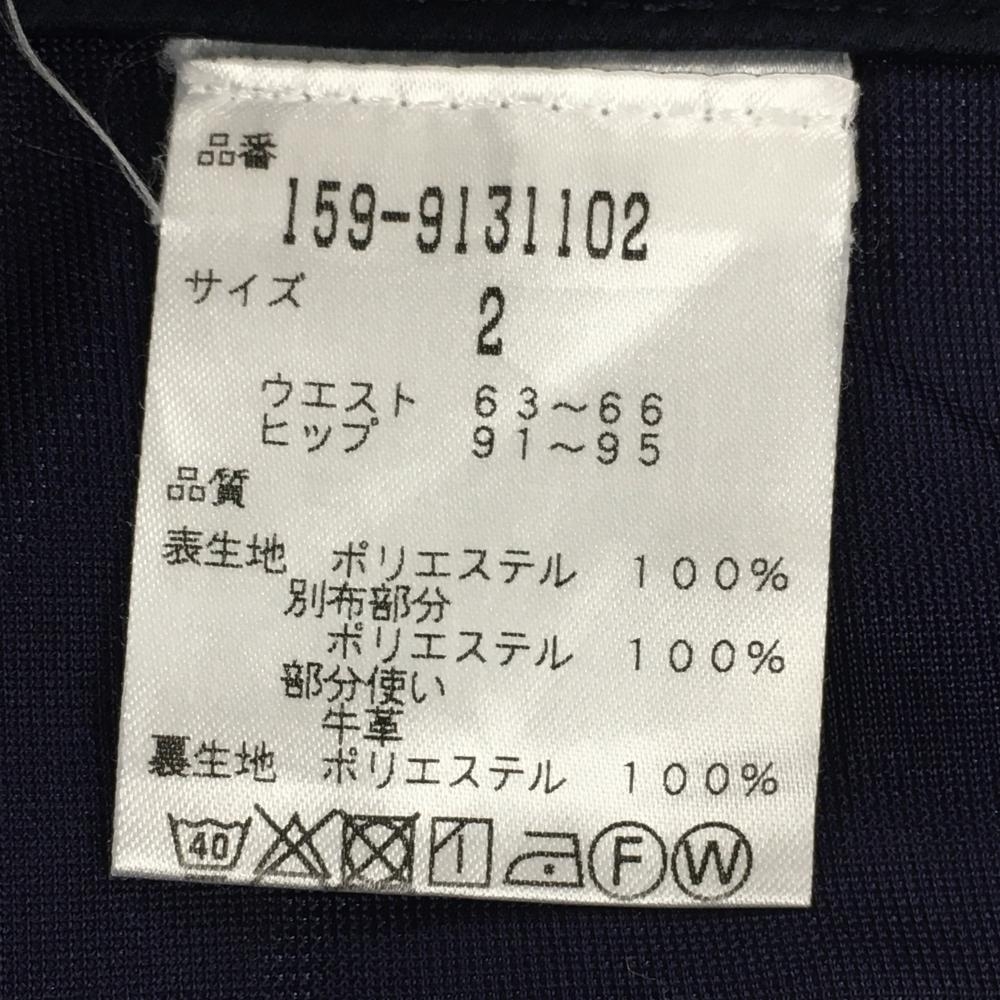 品番
159-9131102
サイズ
2
ウエスト 63～66
ヒップ 91～95
品質
表生地 ポリエステル 100%
別布部分
ポリエステル 100%
部分使い
牛革
裏生地 ポリエステル 100%
40 F W